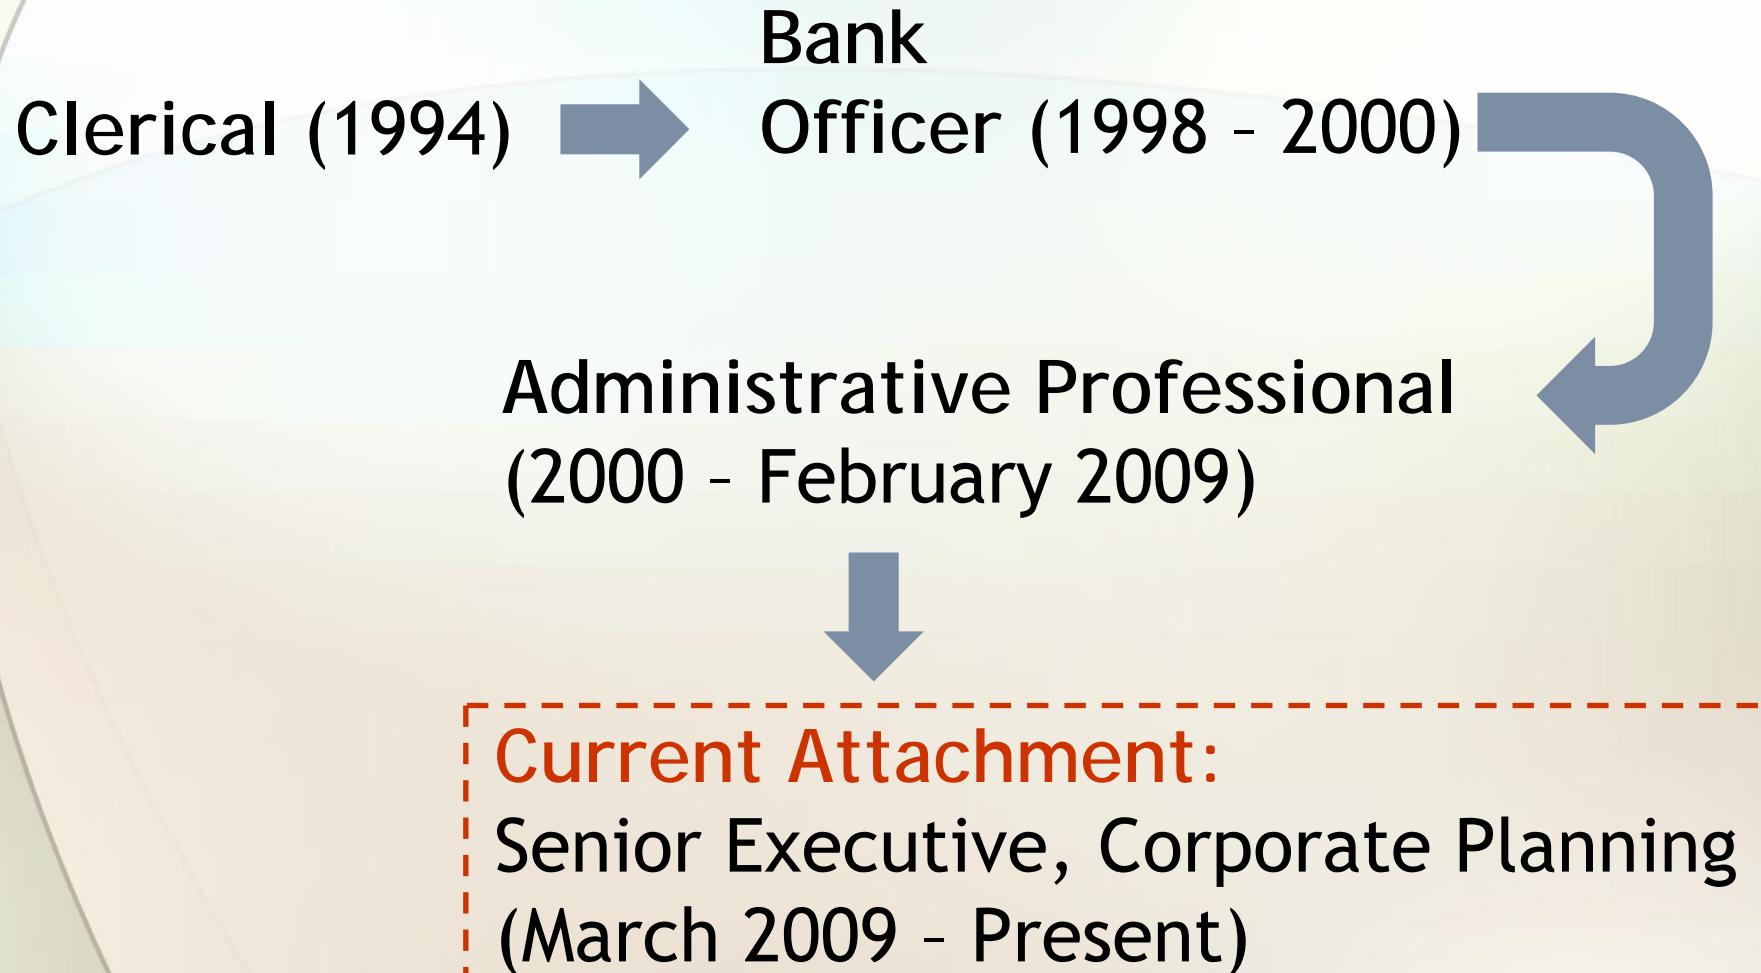 Clerical (1994)
Bank
Officer (1998 – 2000)
Administrative Professional
(2000 – February 2009)
Current Attachment:
Senior Executive, Corporate Planning
(March 2009 – Present)